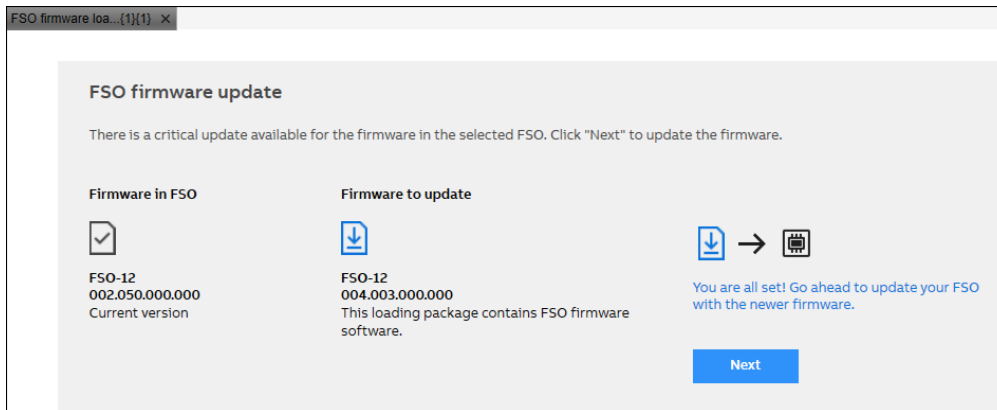 FSO firmware loa...{1}{1} ×
FSO firmware update
There is a critical update available for the firmware in the selected FSO. Click "Next" to update the firmware.
Firmware in FSO
FSO-12
002.050.000.000
Current version
Firmware to update
FSO-12
004.003.000.000
This loading package contains FSO firmware
software.
You are all set! Go ahead to update your FSO
with the newer firmware.
Next